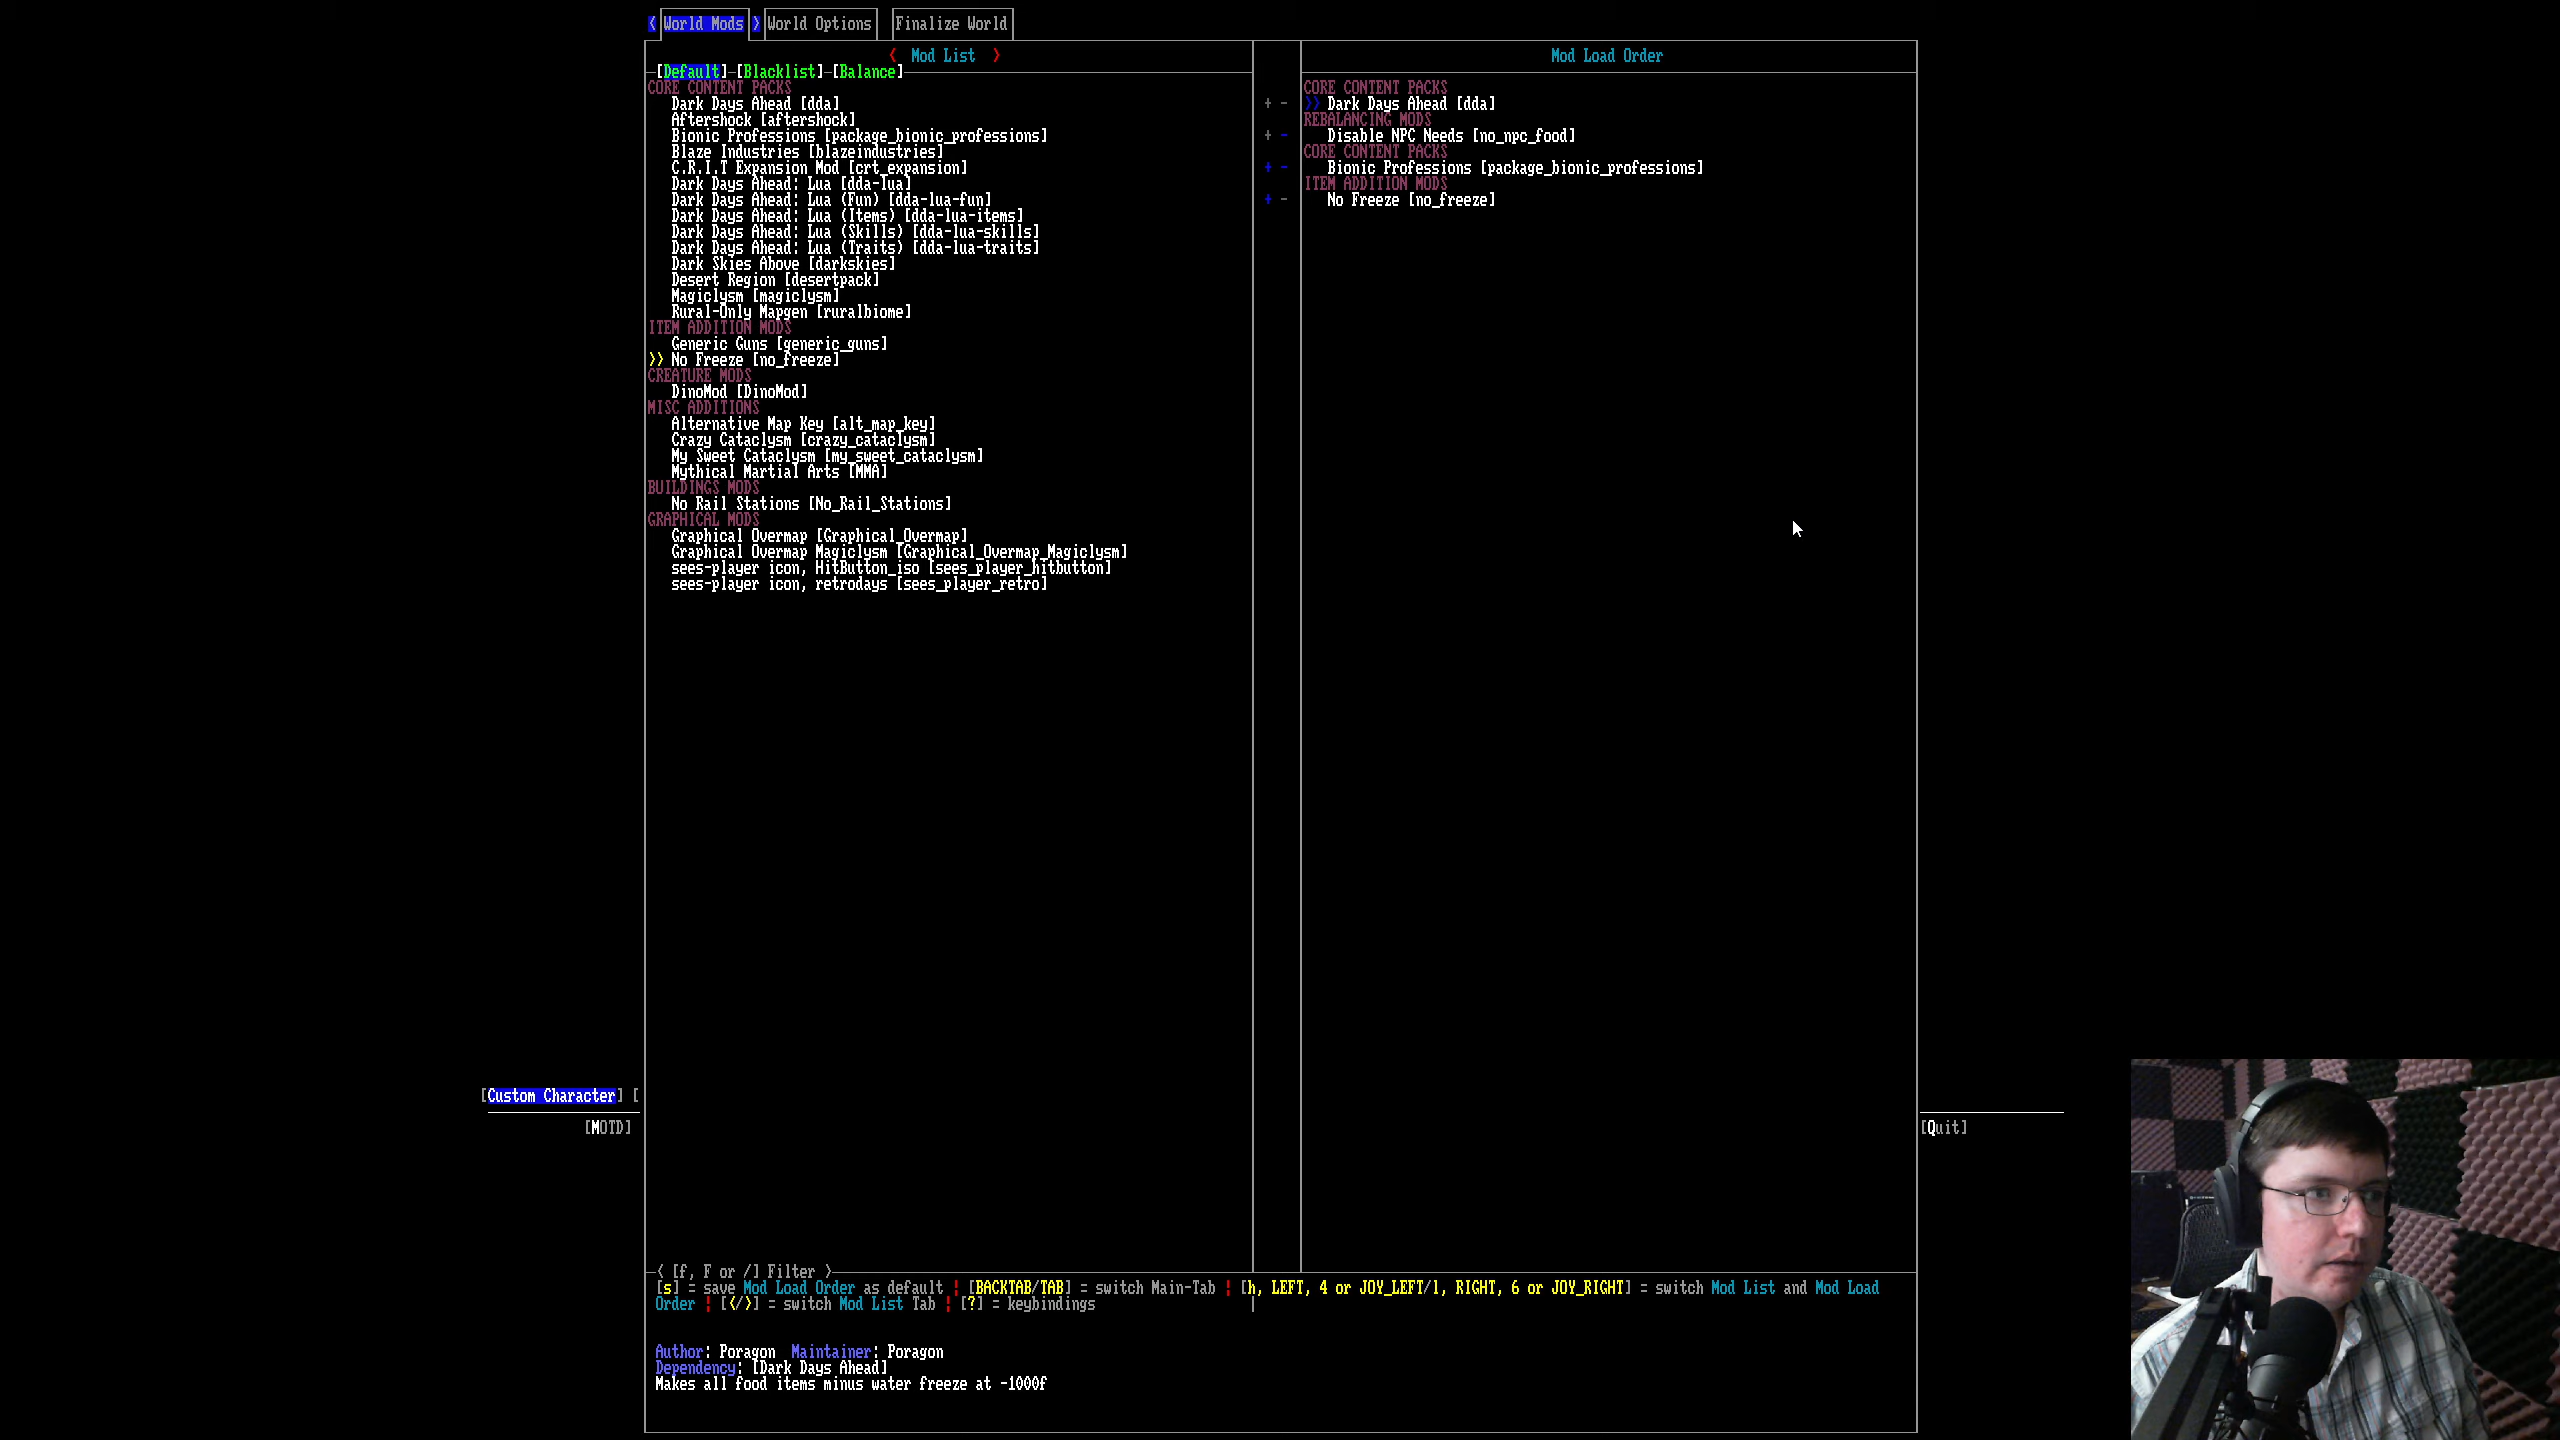 < World Mods > World Options Finalize World
< Mod List >
Mod Load Order
[Default]-[Blacklist]-[Balance]
CORE CONTENT PACKS
Dark Days Ahead [dda]
Aftershock [aftershock]
Bionic Professions [package_bionic_professions]
Blaze Industries [blazeindustries]
C.R.I.T Expansion Mod [crt_expansion]
Dark Days Ahead: Lua [dda-lua]
Dark Days Ahead: Lua (Fun) [dda-lua-fun]
Dark Days Ahead: Lua (Items) [dda-lua-items]
Dark Days Ahead: Lua (Skills) [dda-lua-skills]
Dark Days Ahead: Lua (Traits) [dda-lua-traits]
Dark Skies Above [darkskies]
Desert Region [desertpack]
Magiclysm [magiclysm]
Rural-Only Mapgen [ruralbiome]
ITEM ADDITION MODS
Generic Guns [generic_guns]
>> No Freeze [no_freeze]
CREATURE MODS
DinoMod [DinoMod]
MISC ADDITIONS
Alternative Map Key [alt_map_key]
Crazy Cataclysm [crazy_cataclysm]
My Sweet Cataclysm [my_sweet_cataclysm]
Mythical Martial Arts [MMA]
BUILDINGS MODS
No Rail Stations [No_Rail_Stations]
GRAPHICAL MODS
Graphical Overmap [Graphical_Overmap]
Graphical Overmap Magiclysm [Graphical_Overmap_Magiclysm]
sees-player icon, HitButton_iso [sees_player_hitbutton]
sees-player icon, retrodays [sees_player_retro]
CORE CONTENT PACKS
+ - >> Dark Days Ahead [dda]
REBALANCING MODS
+ - Disable NPC Needs [no_npc_food]
CORE CONTENT PACKS
+ - Bionic Professions [package_bionic_professions]
ITEM ADDITION MODS
+ - No Freeze [no_freeze]
[Custom Character] [
[MOTD]
[Quit]
< [f, F or /] Filter >
[s] = save Mod Load Order as default ¦ [BACKTAB/TAB] = switch Main-Tab ¦ [h, LEFT, 4 or JOY_LEFT/l, RIGHT, 6 or JOY_RIGHT] = switch Mod List and Mod Load
Order ¦ [</>] = switch Mod List Tab ¦ [?] = keybindings
Author: Poragon Maintainer: Poragon
Dependency: [Dark Days Ahead]
Makes all food items minus water freeze at -1000f